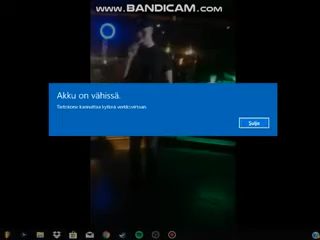 www.BANDICAM.com
Akku on vähissä.
Tietokone kannattaa kytkeä verkkovirtaan.
Sulje